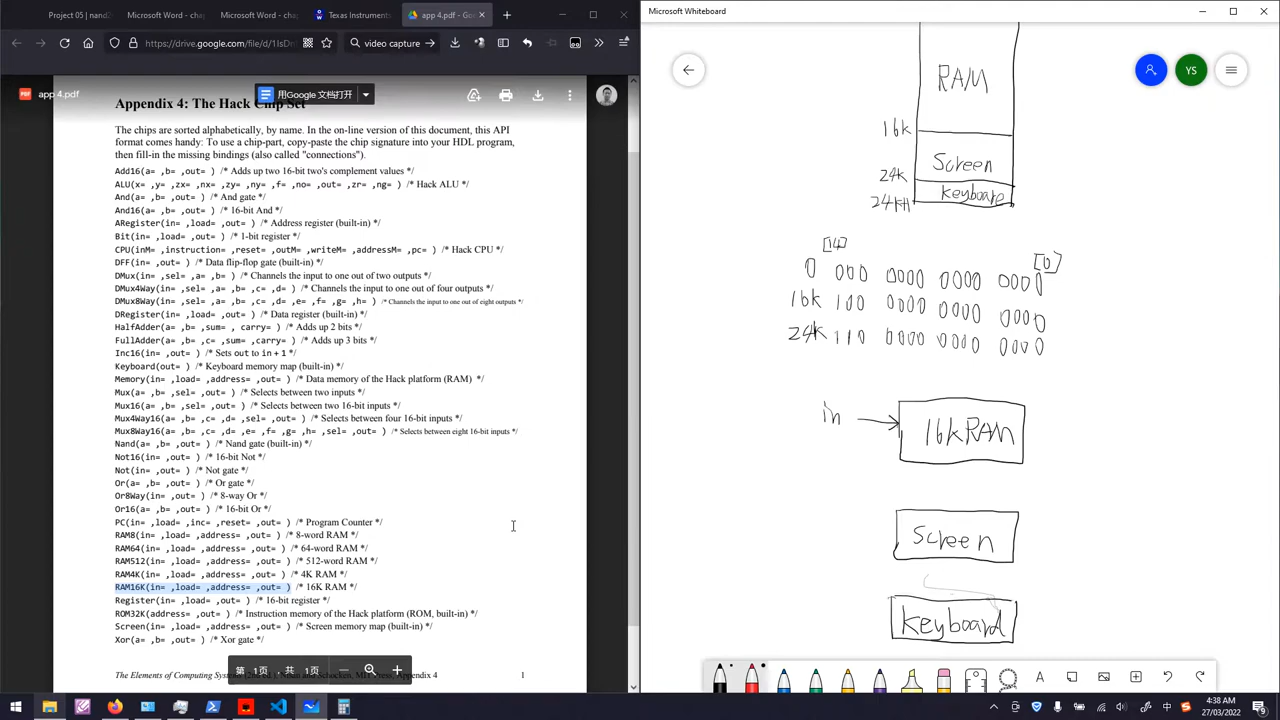 Project 05 | nand2
Mail - che
Texas Instruments
app 4.pdf
https://drive.google.com/file/d/1lsDo
video capture
app 4.pdf
用Google 文档打开
Appendix 4: The Hack Chip Set
The chips are sorted alphabetically, by name. In the on-line version of this document, this API
format comes handy: To use a chip-part, copy-paste the chip signature into your HDL program,
then fill-in the missing bindings (also called "connections").
Add16(a= ,b= ,out= ) /* Adds up two 16-bit two's complement values */
ALU(x= ,y= ,zx= ,nx= ,zy= ,ny= ,f= ,no= ,out= ,zr= ,ng= ) /* Hack ALU */
And(a= ,b= ,out= ) /* And gate */
And16(a= ,b= ,out= ) /* 16-bit And */
ARegister(in= ,load= ,out= ) /* Address register (built-in) */
Bit(in= ,load= ,out= ) /* 1-bit register */
CPU(inM= ,instruction= ,reset= ,outM= ,writeM= ,addressM= ,pc= ) /* Hack CPU */
DFF(in= ,out= ) /* Data flip-flop gate (built-in) */
DMux(in= ,sel= ,a= ,b= ) /* Channels the input to one out of two outputs */
DMux4Way(in= ,sel= ,a= ,b= ,c= ,d= ) /* Channels the input to one out of four outputs */
DMux8Way(in= ,sel= ,a= ,b= ,c= ,d= ,e= ,f= ,g= ,h= ) /* Channels the input to one out of eight outputs */
DRegister(in= ,load= ,out= ) /* Data register (built-in) */
HalfAdder(a= ,b= ,sum= , carry= ) /* Adds up 2 bits */
FullAdder(a= ,b= ,c= ,sum= ,carry= ) /* Adds up 3 bits */
Inc16(in= ,out= ) /* Sets out to in + 1 */
Keyboard(out= ) /* Keyboard memory map (built-in) */
Memory(in= ,load= ,address= ,out= ) /* Data memory of the Hack platform (RAM) */
Mux(a= ,b= ,sel= ,out= ) /* Selects between two inputs */
Mux16(a= ,b= ,sel= ,out= ) /* Selects between two 16-bit inputs */
Mux4Way16(a= ,b= ,c= ,d= ,sel= ,out= ) /* Selects between four 16-bit inputs */
Mux8Way16(a= ,b= ,c= ,d= ,e= ,f= ,g= ,h= ,sel= ,out= ) /* Selects between eight 16-bit inputs */
Nand(a= ,b= ,out= ) /* Nand gate (built-in) */
Not16(in= ,out= ) /* 16-bit Not */
Not(in= ,out= ) /* Not gate */
Or(a= ,b= ,out= ) /* Or gate */
Or8Way(in= ,out= ) /* 8-way Or */
Or16(a= ,b= ,out= ) /* 16-bit Or */
PC(in= ,load= ,inc= ,reset= ,out= ) /* Program Counter */
RAM8(in= ,load= ,address= ,out= ) /* 8-word RAM */
RAM64(in= ,load= ,address= ,out= ) /* 64-word RAM */
RAM512(in= ,load= ,address= ,out= ) /* 512-word RAM */
RAM4K(in= ,load= ,address= ,out= ) /* 4K RAM */
RAM16K(in= ,load= ,address= ,out= ) /* 16K RAM */
Register(in= ,load= ,out= ) /* 16-bit register */
ROM32K(address= ,out= ) /* Instruction memory of the Hack platform (ROM, built-in) */
Screen(in= ,load= ,address= ,out= ) /* Screen memory map (built-in) */
Xor(a= ,b= ,out= ) /* Xor gate */
The Elements of Computing Systems
MIT Press, Appendix 4
1
第 1页 共 1页
Microsoft Whiteboard
YS
RAM
16k
Screen
24k
keyboard
24k+1
[14]
[0]
0 000 0000 0000 0000
16k 100 0000 0000 0000
24k 110 0000 0000 0000
in
16kRAM
Screen
keyboard
A
4:38 AM
27/03/2022